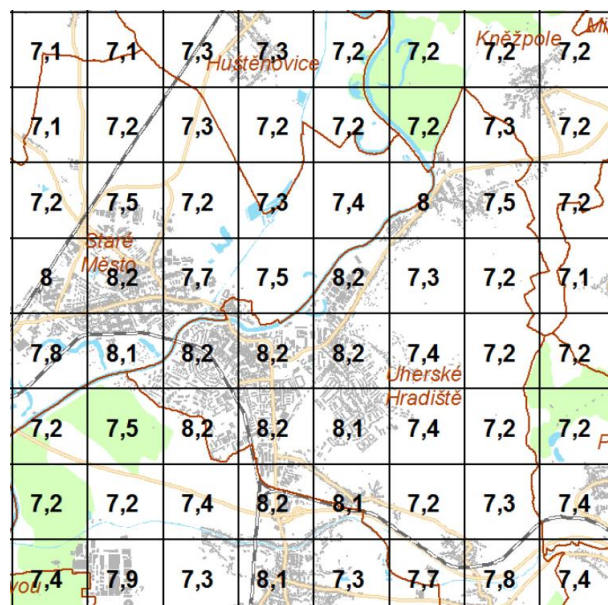 7,1 7,1 7,3 7,3 7,2 7,2 7,2 7,2
Huštěnovice
Kněžpole
7,1 7,2 7,3 7,2 7,2 7,2 7,3 7,2
7,2 7,5 7,2 7,3 7,4 8 7,5 7,2
Staré
Město
8 8,2 7,7 7,5 8,2 7,3 7,2 7,1
7,8 8,1 8,2 8,2 8,2 7,4 7,2 7,2
Uherské
Hradiště
7,2 7,5 8,2 8,2 8,1 7,4 7,2 7,2
P
7,2 7,2 7,4 8,2 8,1 7,2 7,3 7,4
7,4 7,9 7,3 8,1 7,3 7,7 7,8 7,4
vou